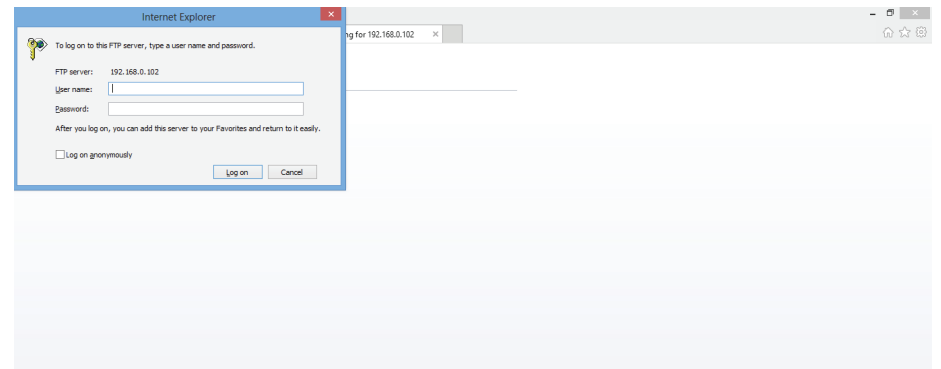 Internet Explorer
ng for 192.168.0.102
To log on to this FTP server, type a user name and password.
FTP server: 192.168.0.102
User name:
Password:
After you log on, you can add this server to your Favorites and return to it easily.
Log on anonymously
Log on Cancel